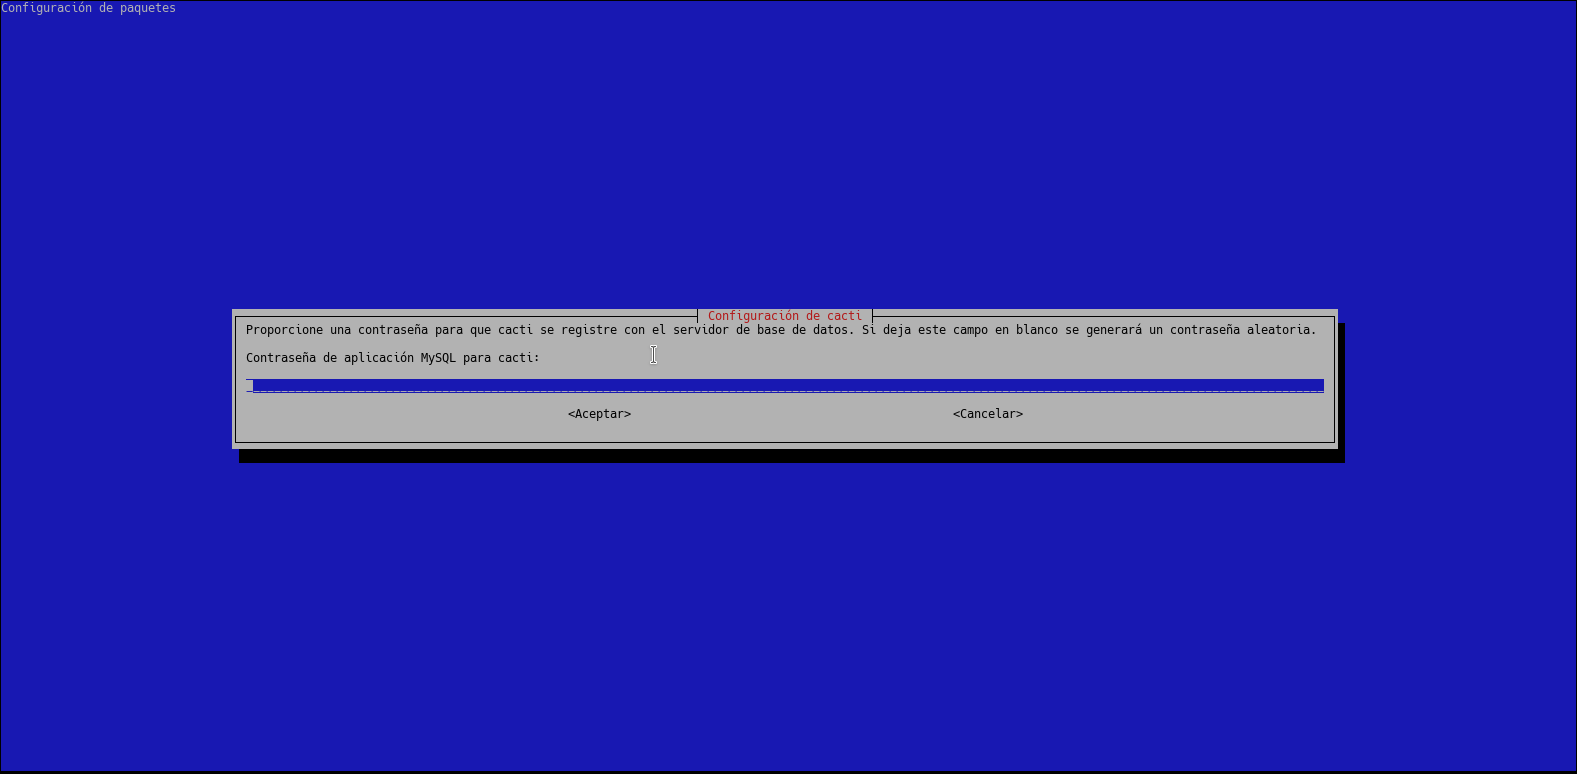 Configuración de paquetes
Configuración de cacti
Proporcione una contraseña para que cacti se registre con el servidor de base de datos. Si deja este campo en blanco se generará un contraseña aleatoria.
Contraseña de aplicación MySQL para cacti:
<Aceptar> <Cancelar>